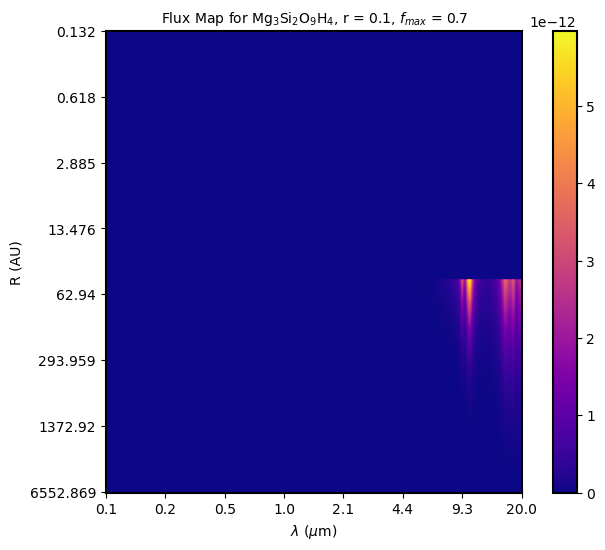 Flux Map for Mg₃Si₂O₉H₄, r = 0.1, f_max = 0.7
1e−12
0.132
0.618
2.885
13.476
62.94
293.959
1372.92
6552.869
R (AU)
0.1 0.2 0.5 1.0 2.1 4.4 9.3 20.0
λ (μm)
5
4
3
2
1
0